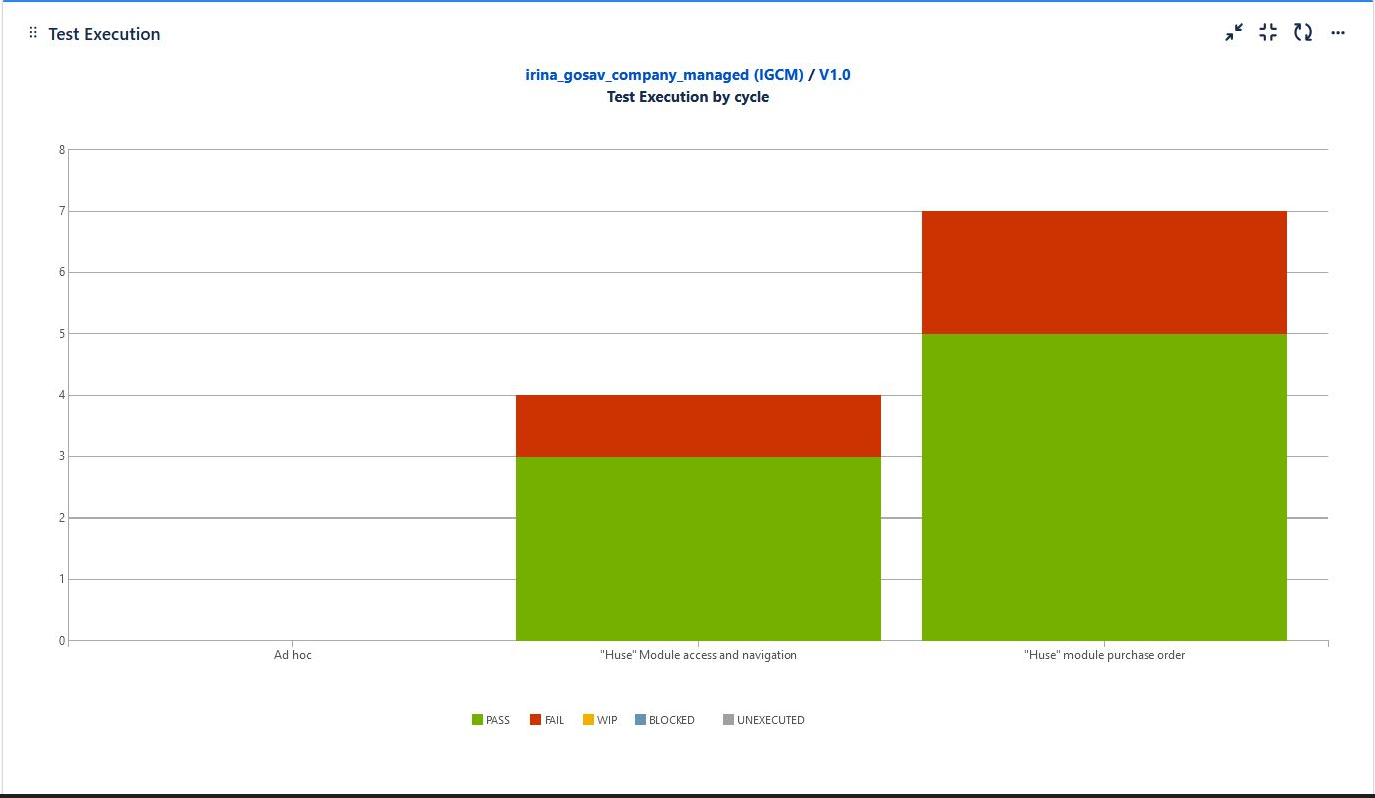 Test Execution
irina_gosav_company_managed (IGCM) / V1.0
Test Execution by cycle
8
7
6
5
4
3
2
1
0
Ad hoc
"Huse" Module access and navigation
"Huse" module purchase order
PASS FAIL WIP BLOCKED UNEXECUTED